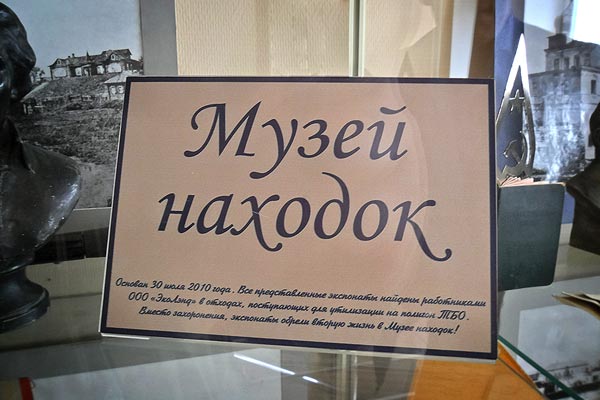 Музей
находок
Основан 30 июля 2010 года. Все представленные экспонаты найдены работниками
ООО «ЭкоЛэнд» в отходах, поступающих для утилизации на полигон ТБО.
Вместо захоронения, экспонаты обрели вторую жизнь в Музее находок!